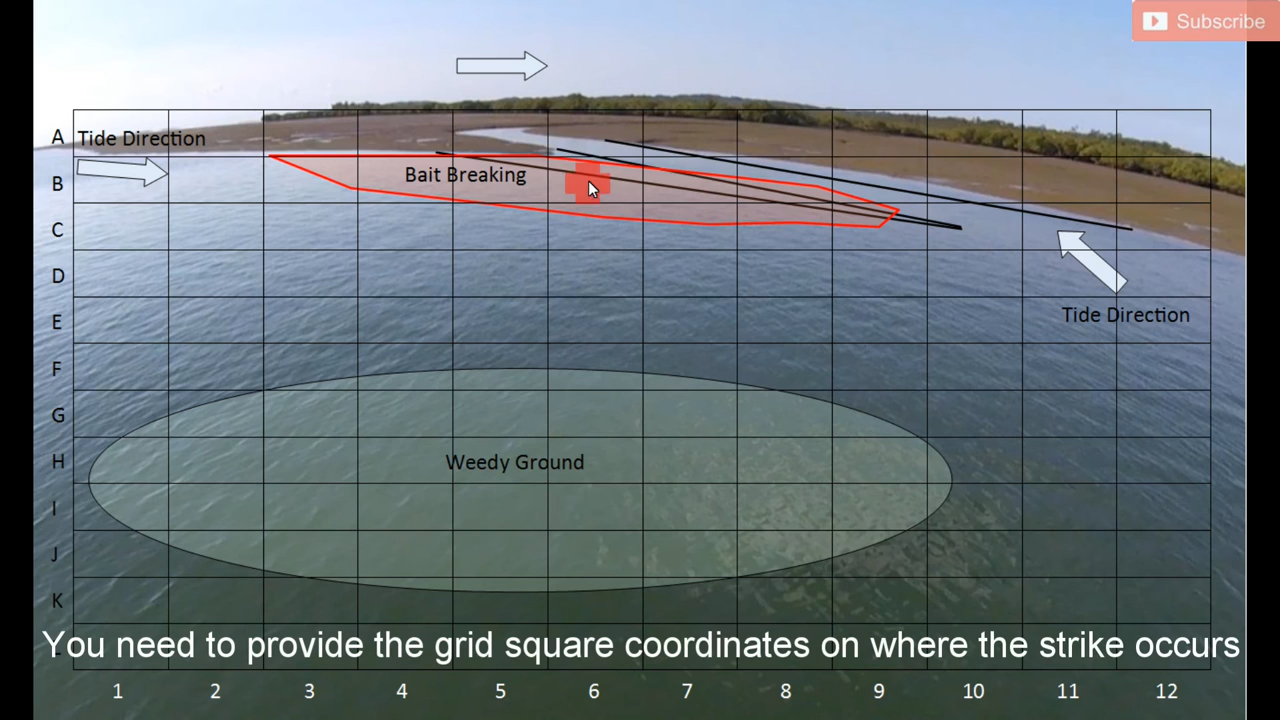 Subscribe
A
Tide Direction
B
Bait Breaking
C
D
E
Tide Direction
F
G
H
Weedy Ground
I
J
K
You need to provide the grid square coordinates on where the strike occurs
1 2 3 4 5 6 7 8 9 10 11 12